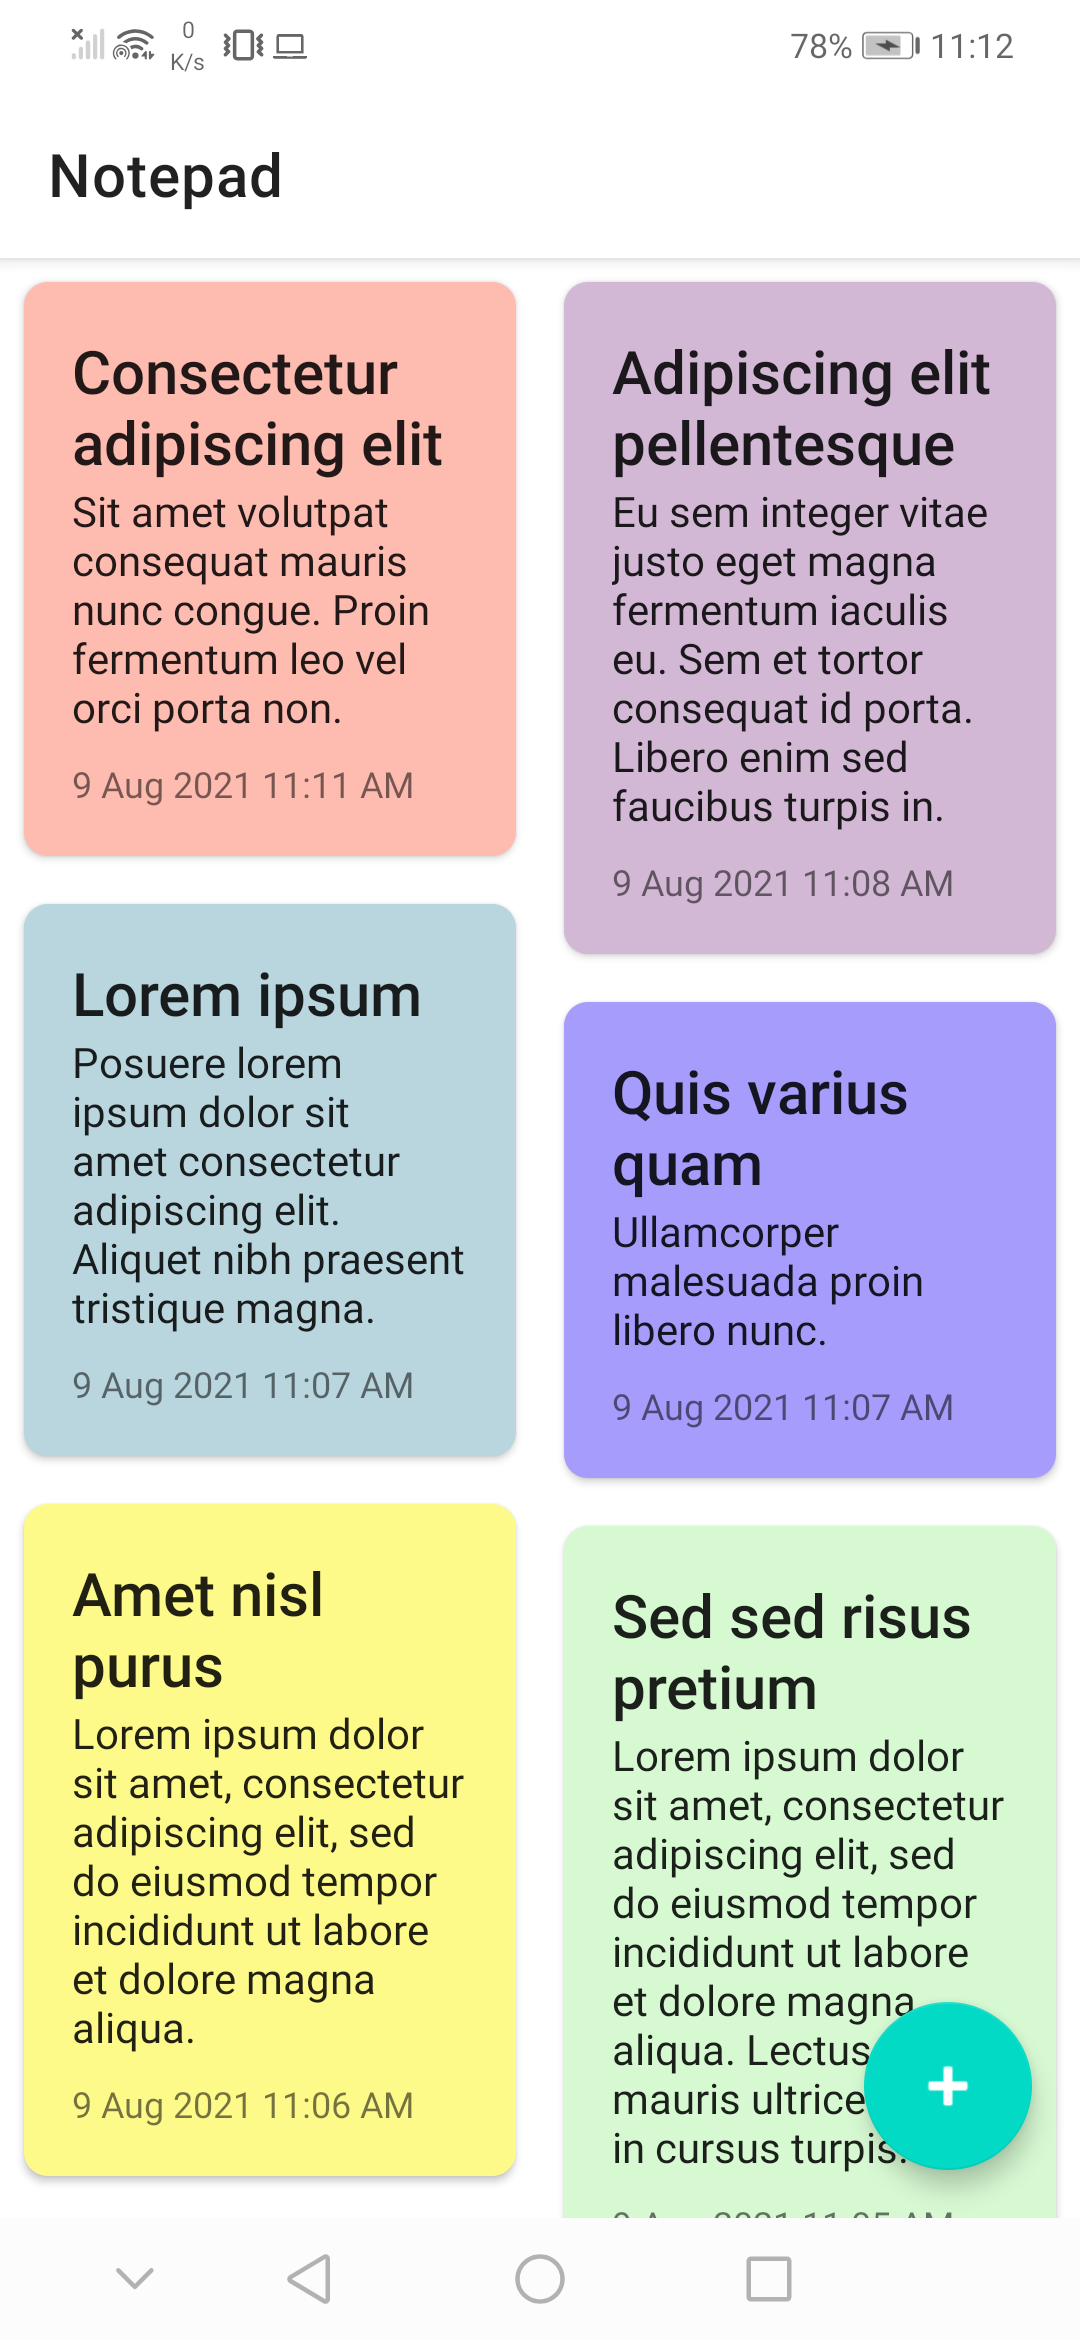 0
K/s
78%
11:12
Notepad
Consectetur
adipiscing elit
Sit amet volutpat
consequat mauris
nunc congue. Proin
fermentum leo vel
orci porta non.
9 Aug 2021 11:11 AM
Adipiscing elit
pellentesque
Eu sem integer vitae
justo eget magna
fermentum iaculis
eu. Sem et tortor
consequat id porta.
Libero enim sed
faucibus turpis in.
9 Aug 2021 11:08 AM
Lorem ipsum
Posuere lorem
ipsum dolor sit
amet consectetur
adipiscing elit.
Aliquet nibh praesent
tristique magna.
9 Aug 2021 11:07 AM
Quis varius
quam
Ullamcorper
malesuada proin
libero nunc.
9 Aug 2021 11:07 AM
Amet nisl
purus
Lorem ipsum dolor
sit amet, consectetur
adipiscing elit, sed
do eiusmod tempor
incididunt ut labore
et dolore magna
aliqua.
9 Aug 2021 11:06 AM
Sed sed risus
pretium
Lorem ipsum dolor
sit amet, consectetur
adipiscing elit, sed
do eiusmod tempor
incididunt ut labore
et dolore magna
aliqua. Lectus
mauris ultrice
in cursus turpis.